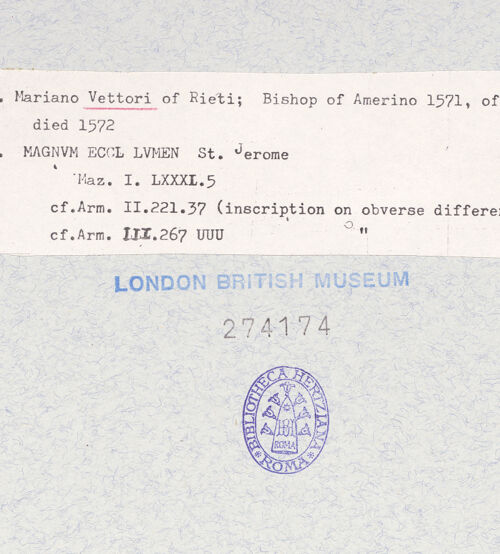 . Mariano Vettori of Rieti; Bishop of Amerino 1571, of
died 1572
. MAGNVM ECCL LVMEN St. Jerome
Maz. I. LXXXI.5
cf.Arm. II.221.37 (inscription on obverse differe
cf.Arm. III.267 UUU "
LONDON BRITISH MUSEUM
274174
BIBLIOTHECA HERTZIANA
BH
ROMA
* ROMA *